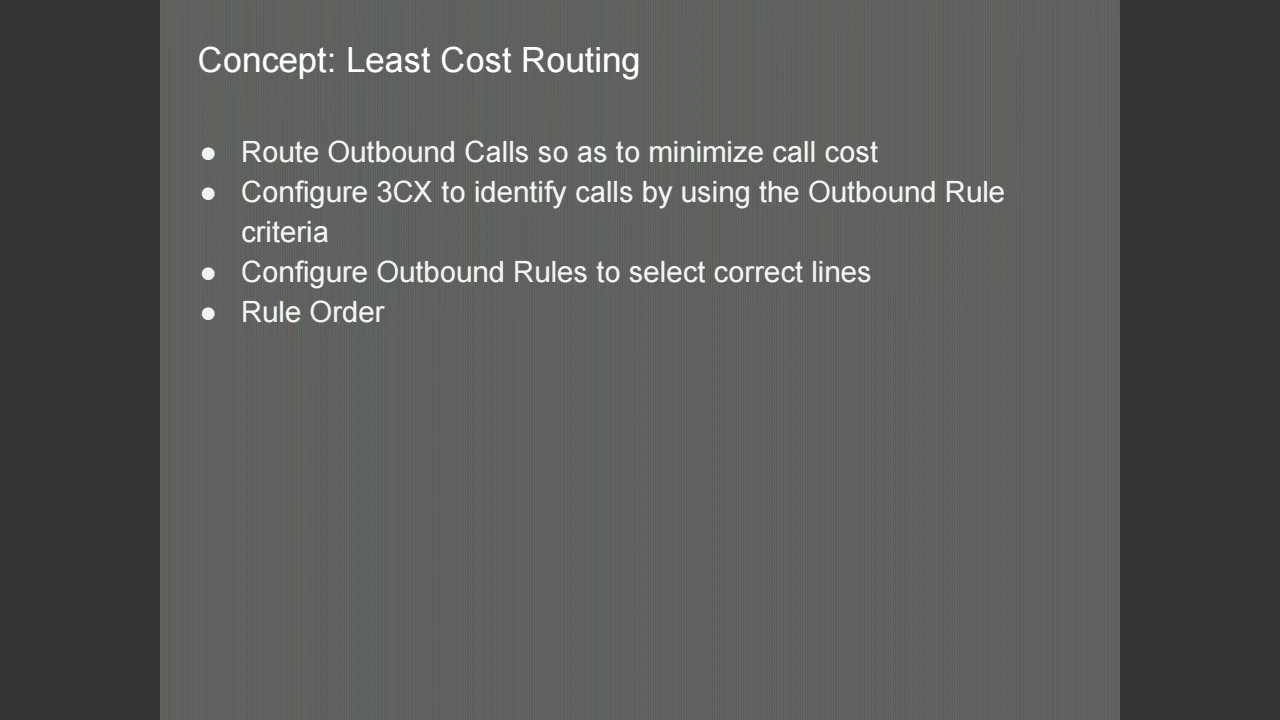 Concept: Least Cost Routing
● Route Outbound Calls so as to minimize call cost
● Configure 3CX to identify calls by using the Outbound Rule
criteria
● Configure Outbound Rules to select correct lines
● Rule Order